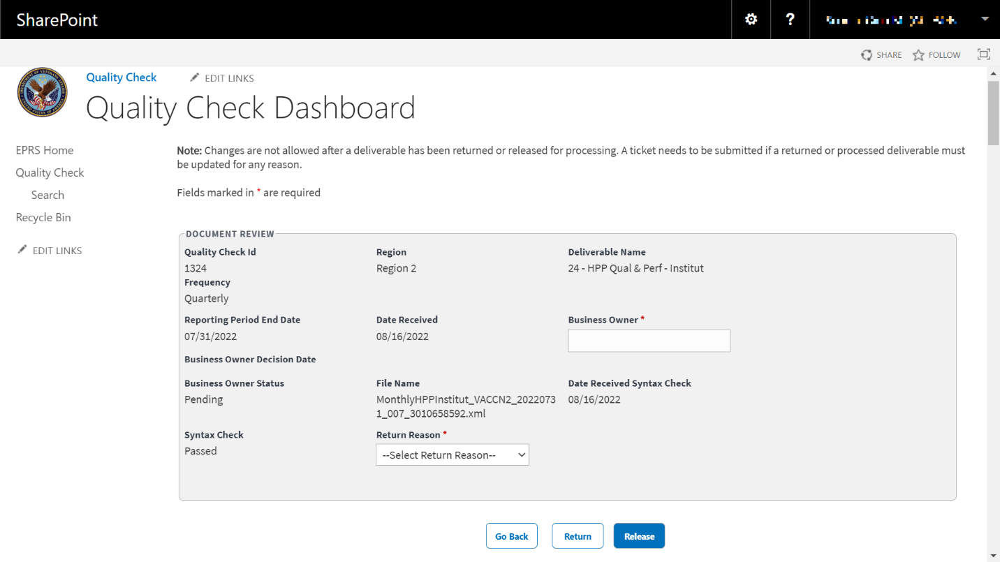 SharePoint
?
SHARE
FOLLOW
Quality Check
EDIT LINKS
Quality Check Dashboard
EPRS Home
Quality Check
Search
Recycle Bin
EDIT LINKS
Note: Changes are not allowed after a deliverable has been returned or released for processing. A ticket needs to be submitted if a returned or processed deliverable must
be updated for any reason.
Fields marked in * are required
DOCUMENT REVIEW
Quality Check Id
1324
Region
Region 2
Deliverable Name
24 - HPP Qual & Perf - Institut
Frequency
Quarterly
Reporting Period End Date
07/31/2022
Date Received
08/16/2022
Business Owner *
Business Owner Decision Date
Business Owner Status
Pending
File Name
MonthlyHPPInstitut_VACCN2_2022073
1_007_3010658592.xml
Date Received Syntax Check
08/16/2022
Syntax Check
Passed
Return Reason *
--Select Return Reason--
Go Back
Return
Release